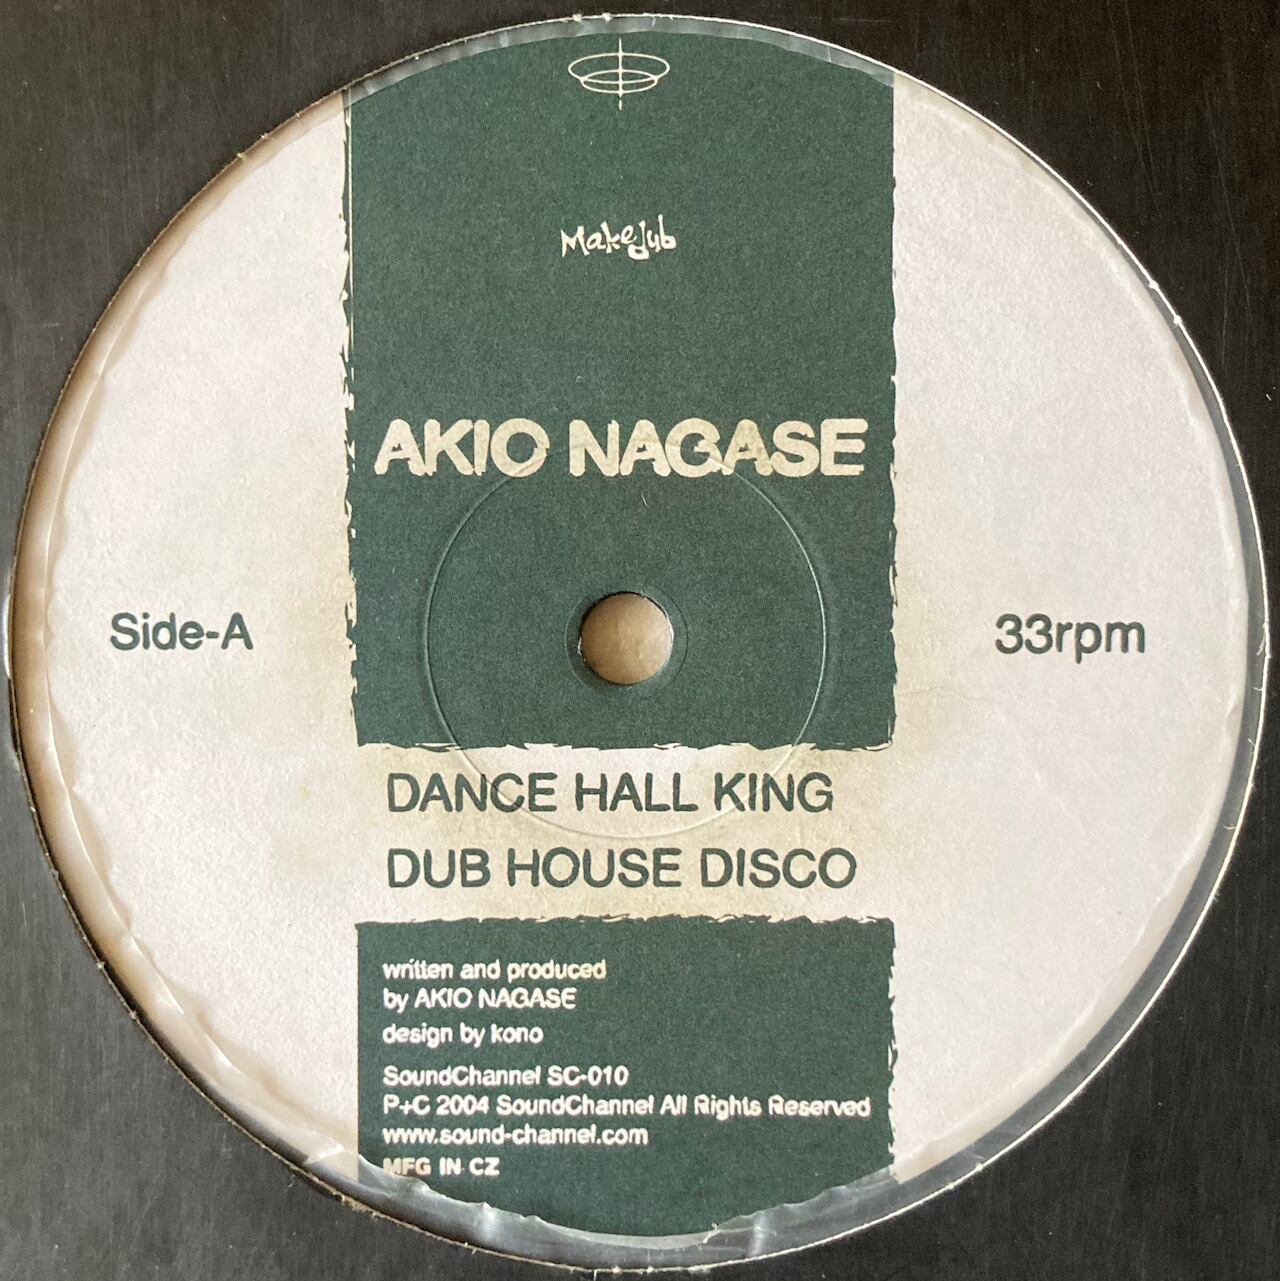 MakeJub
AKIO NAGASE
Side-A
33rpm
DANCE HALL KING
DUB HOUSE DISCO
written and produced
by AKIO NAGASE
design by kono
SoundChannel SC-010
P+C 2004 SoundChannel All Rights Reserved
www.sound-channel.com
MFG IN CZ